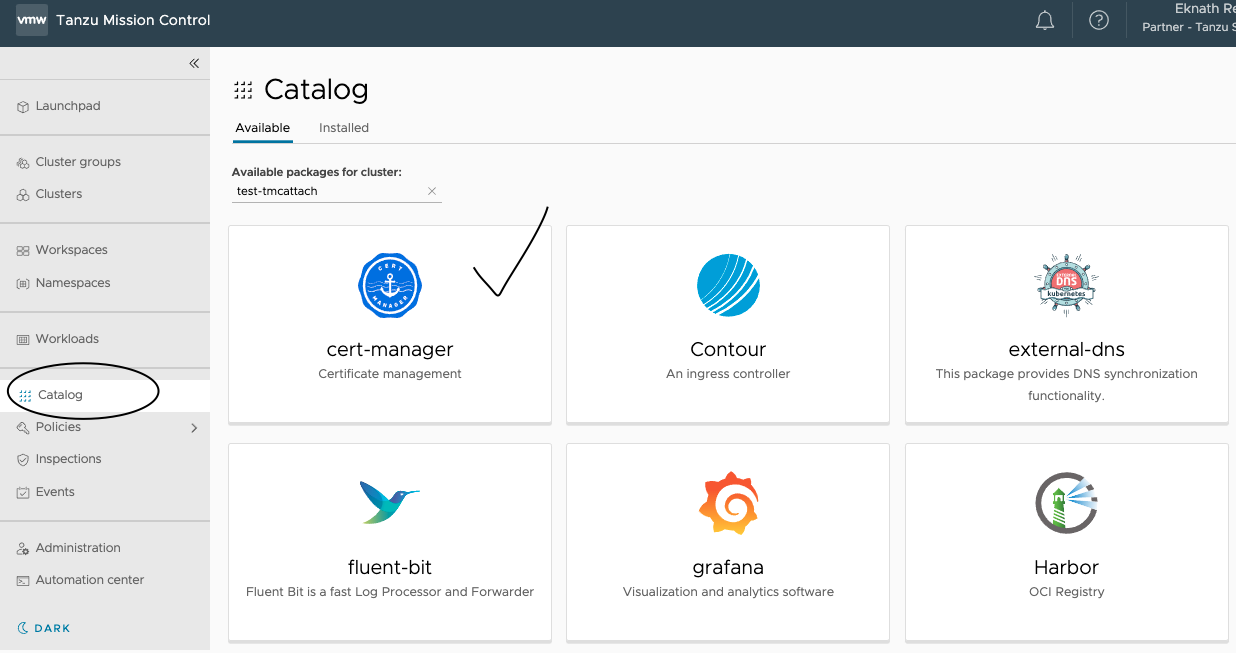 vmw Tanzu Mission Control
Eknath Re
Partner - Tanzu S
Launchpad
Cluster groups
Clusters
Workspaces
Namespaces
Workloads
Catalog
Policies
Inspections
Events
Administration
Automation center
DARK
Catalog
Available Installed
Available packages for cluster:
test-tmcattach
CERT
MANAGER
cert-manager
Certificate management
Contour
An ingress controller
EXTERNAL
DNS
kubernetes
external-dns
This package provides DNS synchronization
functionality.
fluent-bit
Fluent Bit is a fast Log Processor and Forwarder
grafana
Visualization and analytics software
Harbor
OCI Registry